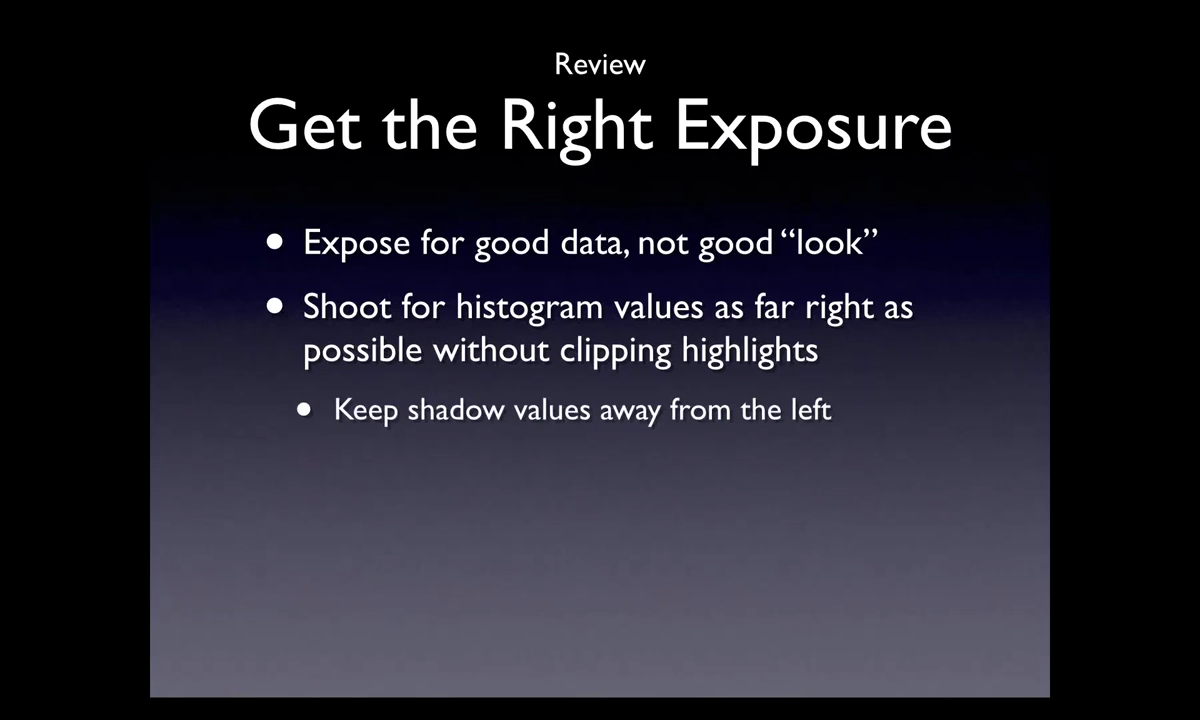 Review
Get the Right Exposure
• Expose for good data, not good “look”
• Shoot for histogram values as far right as
possible without clipping highlights
• Keep shadow values away from the left